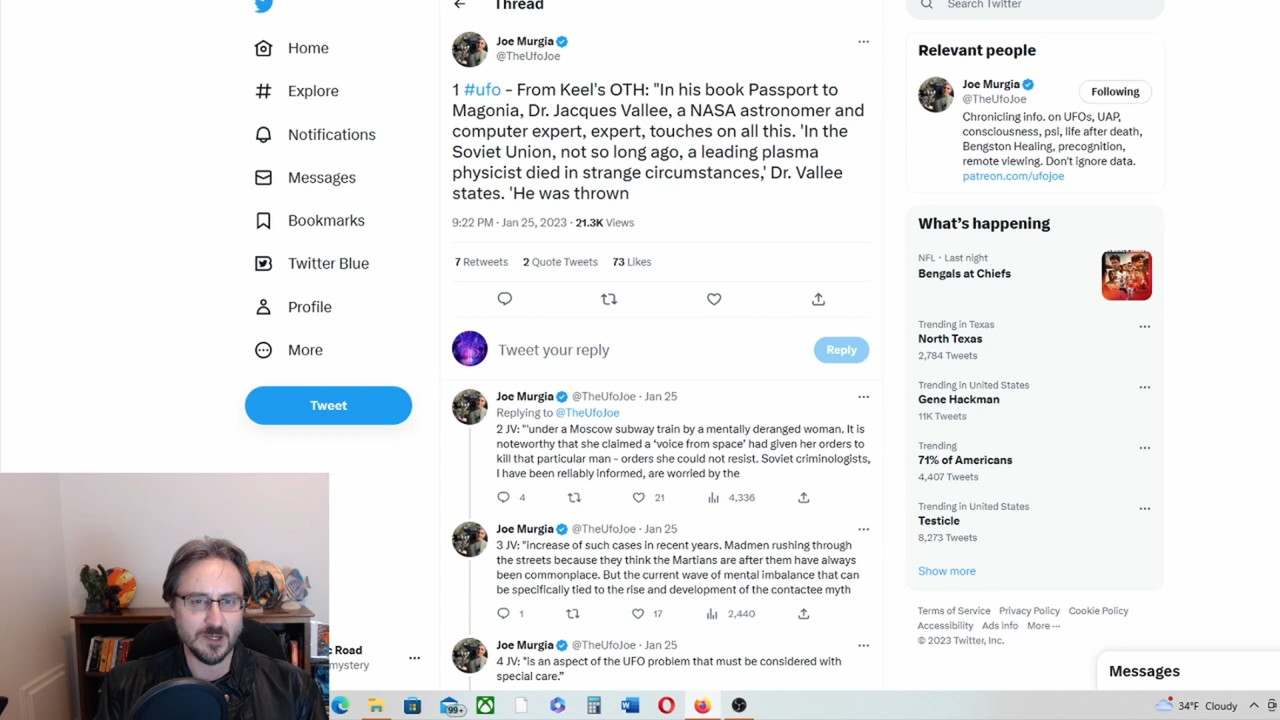 Thread
Search Twitter
Home
Explore
Notifications
Messages
Bookmarks
Twitter Blue
Profile
More
Tweet
Joe Murgia
@TheUfoJoe
1 #ufo - From Keel's OTH: "In his book Passport to
Magonia, Dr. Jacques Vallee, a NASA astronomer and
computer expert, expert, touches on all this. 'In the
Soviet Union, not so long ago, a leading plasma
physicist died in strange circumstances,' Dr. Vallee
states. 'He was thrown
9:22 PM · Jan 25, 2023 · 21.3K Views
7 Retweets 2 Quote Tweets 73 Likes
Tweet your reply
Reply
Joe Murgia @TheUfoJoe · Jan 25
Replying to @TheUfoJoe
2 JV: "'under a Moscow subway train by a mentally deranged woman. It is
noteworthy that she claimed a ‘voice from space’ had given her orders to
kill that particular man – orders she could not resist. Soviet criminologists,
I have been reliably informed, are worried by the
4 21 4,336
Joe Murgia @TheUfoJoe · Jan 25
3 JV: "increase of such cases in recent years. Madmen rushing through
the streets because they think the Martians are after them have always
been commonplace. But the current wave of mental imbalance that can
be specifically tied to the rise and development of the contactee myth
1 17 2,440
Joe Murgia @TheUfoJoe · Jan 25
4 JV: "is an aspect of the UFO problem that must be considered with
special care.”
Relevant people
Joe Murgia
@TheUfoJoe
Following
Chronicling info. on UFOs, UAP,
consciousness, psi, life after death,
Bengston Healing, precognition,
remote viewing. Don't ignore data.
patreon.com/ufojoe
What’s happening
NFL · Last night
Bengals at Chiefs
Trending in Texas
North Texas
2,784 Tweets
Trending in United States
Gene Hackman
11K Tweets
Trending
71% of Americans
4,407 Tweets
Trending in United States
Testicle
8,273 Tweets
Show more
Terms of Service Privacy Policy Cookie Policy
Accessibility Ads info More ···
© 2023 Twitter, Inc.
Messages
c Road
mystery
99+
34°F Cloudy